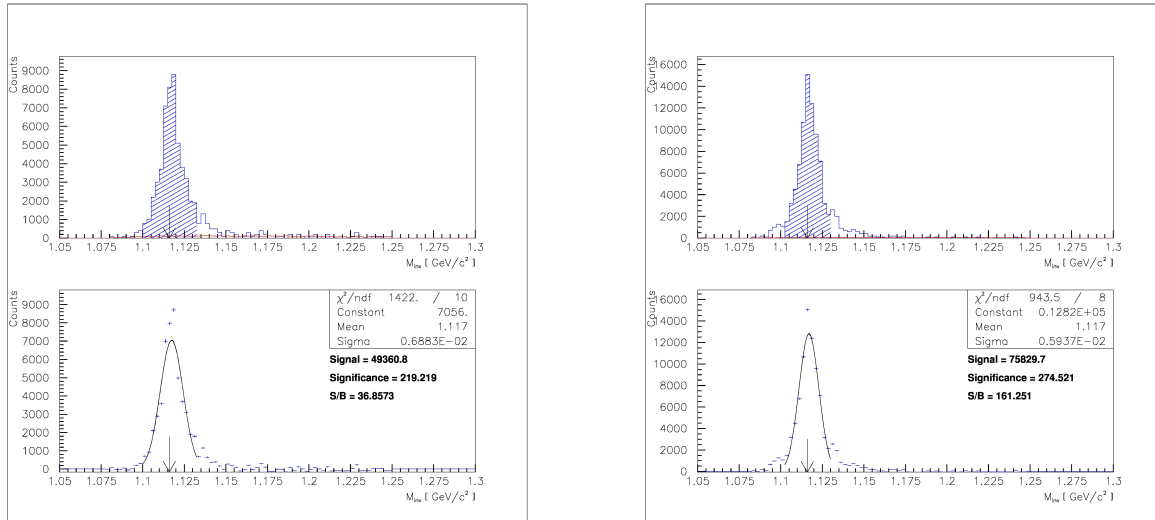 Counts
9000
8000
7000
6000
5000
4000
3000
2000
1000
0
1.05 1.075 1.1 1.125 1.15 1.175 1.2 1.225 1.25 1.275 1.3
M_inv [ GeV/c² ]
Counts
16000
14000
12000
10000
8000
6000
4000
2000
0
1.05 1.075 1.1 1.125 1.15 1.175 1.2 1.225 1.25 1.275 1.3
M_inv [ GeV/c² ]
Counts
9000
8000
7000
6000
5000
4000
3000
2000
1000
0
χ²/ndf 1422. / 10
Constant 7056.
Mean 1.117
Sigma 0.6883E-02
Signal = 49360.8
Significance = 219.219
S/B = 36.8573
1.05 1.075 1.1 1.125 1.15 1.175 1.2 1.225 1.25 1.275 1.3
M_inv [ GeV/c² ]
Counts
16000
14000
12000
10000
8000
6000
4000
2000
0
χ²/ndf 943.5 / 8
Constant 0.1282E+05
Mean 1.117
Sigma 0.5937E-02
Signal = 75829.7
Significance = 274.521
S/B = 161.251
1.05 1.075 1.1 1.125 1.15 1.175 1.2 1.225 1.25 1.275 1.3
M_inv [ GeV/c² ]